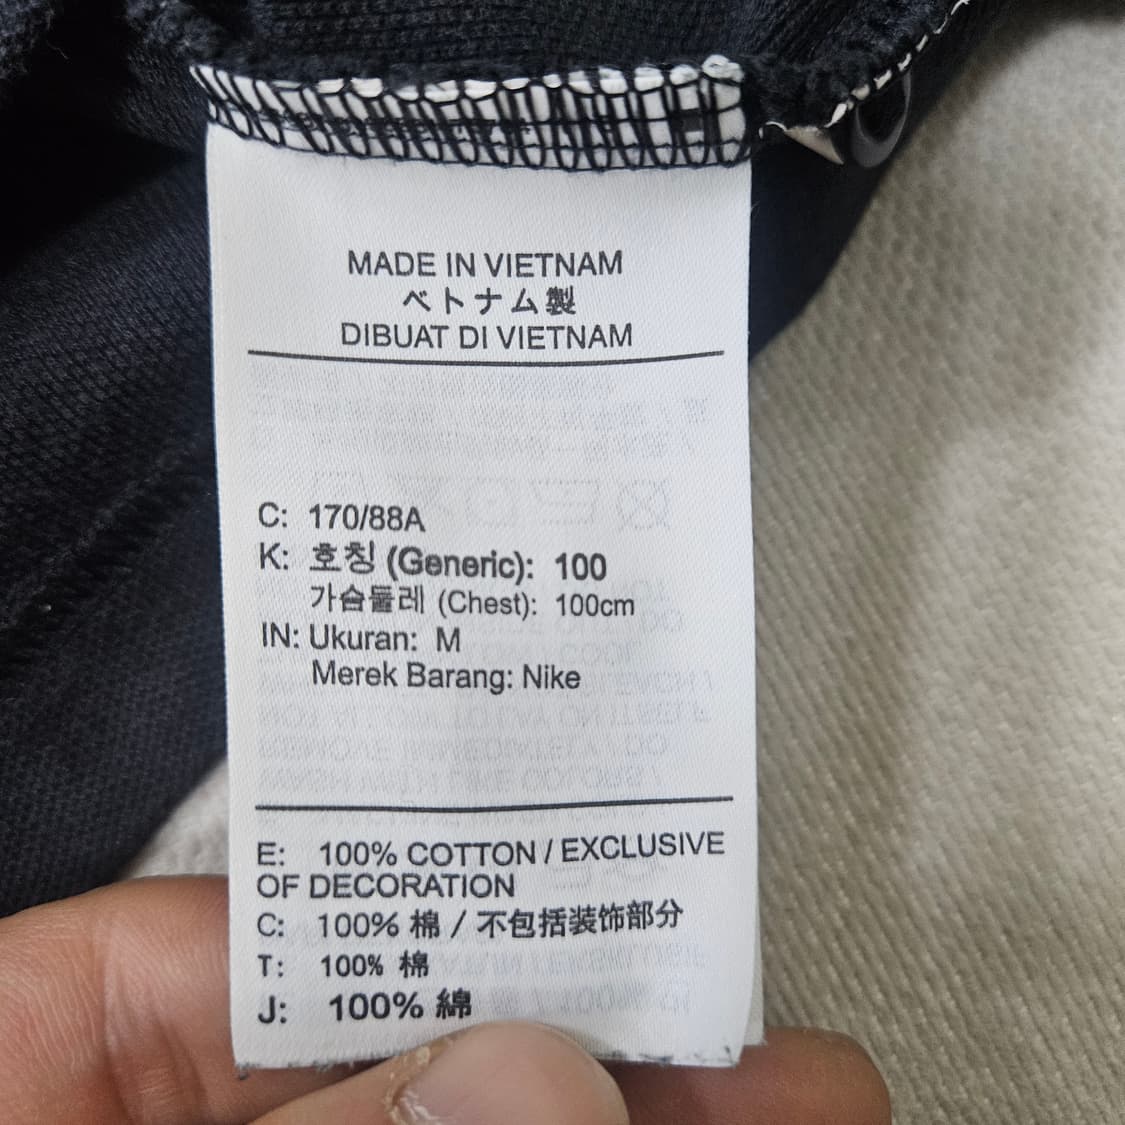 MADE IN VIETNAM
ベトナム製
DIBUAT DI VIETNAM
C: 170/88A
K: 호칭 (Generic): 100
가슴둘레 (Chest): 100cm
IN: Ukuran: M
Merek Barang: Nike
E: 100% COTTON / EXCLUSIVE
OF DECORATION
C: 100% 棉 / 不包括装饰部分
T: 100% 棉
J: 100% 綿